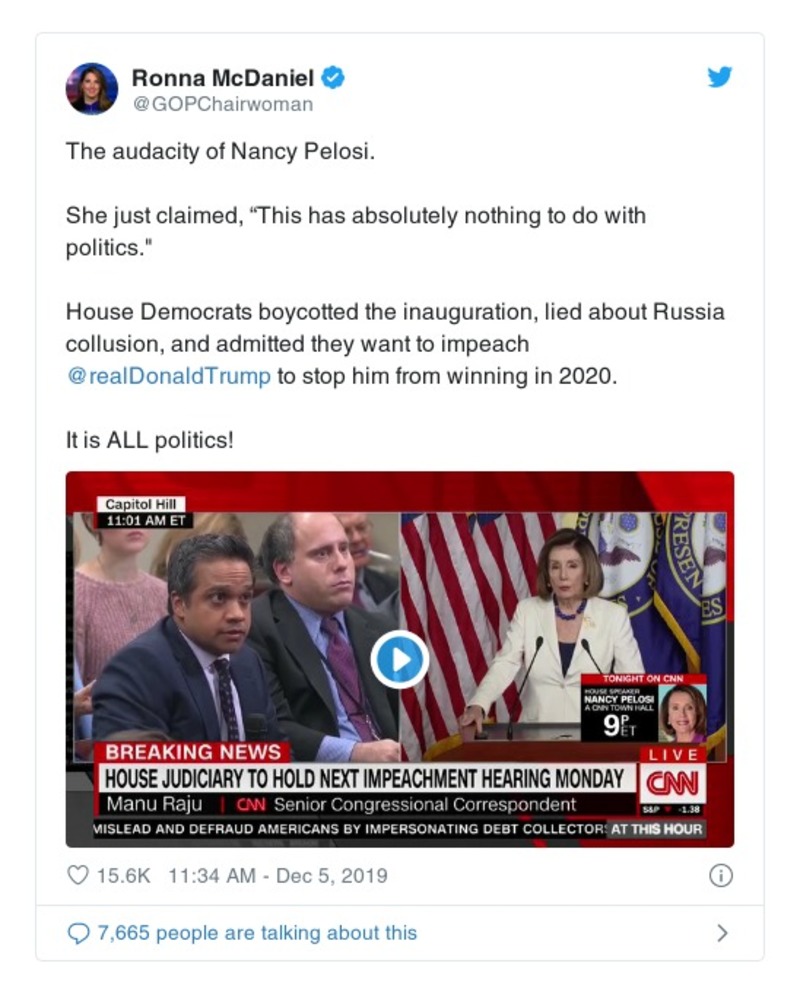 Ronna McDaniel
@GOPChairwoman
The audacity of Nancy Pelosi.
She just claimed, “This has absolutely nothing to do with
politics."
House Democrats boycotted the inauguration, lied about Russia
collusion, and admitted they want to impeach
@realDonaldTrump to stop him from winning in 2020.
It is ALL politics!
Capitol Hill
11:01 AM ET
PRESEN
ES
TONIGHT ON CNN
HOUSE SPEAKER
NANCY PELOSI
A CNN TOWN HALL
9P ET
BREAKING NEWS
LIVE
HOUSE JUDICIARY TO HOLD NEXT IMPEACHMENT HEARING MONDAY
CNN
Manu Raju | CNN Senior Congressional Correspondent
S&P -1.38
MISLEAD AND DEFRAUD AMERICANS BY IMPERSONATING DEBT COLLECTORS
AT THIS HOUR
15.6K 11:34 AM - Dec 5, 2019
7,665 people are talking about this